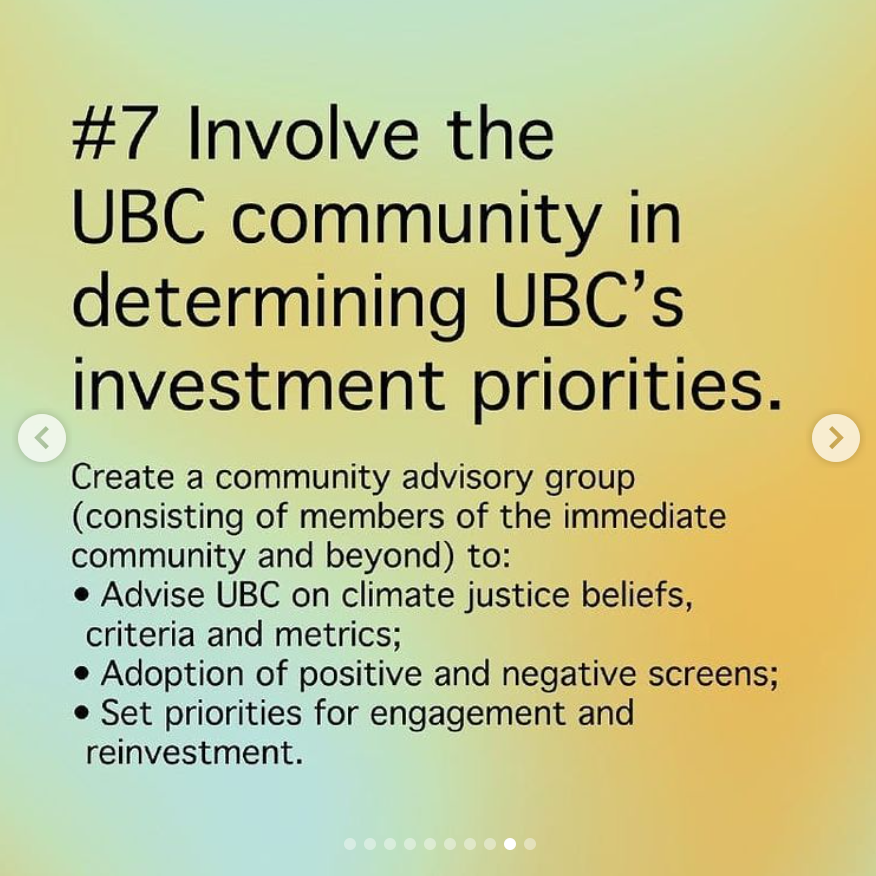 #7 Involve the
UBC community in
determining UBC’s
investment priorities.
Create a community advisory group
(consisting of members of the immediate
community and beyond) to:
• Advise UBC on climate justice beliefs,
criteria and metrics;
• Adoption of positive and negative screens;
• Set priorities for engagement and
reinvestment.